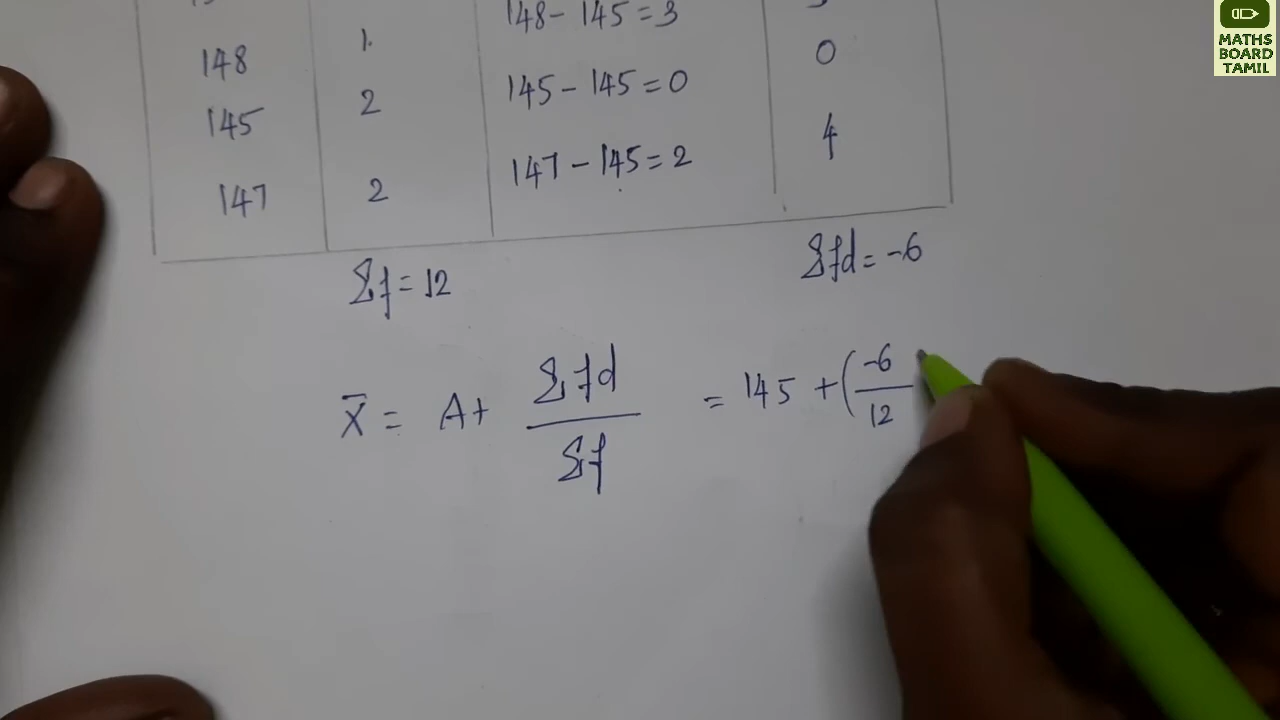 148 1. 148 - 145 = 3
145 2 145 - 145 = 0 0
147 2 147 - 145 = 2 4
Σf = 12 Σfd = -6
X̄ = A + Σfd / Σf = 145 + ( -6 / 12
MATHS
BOARD
TAMIL